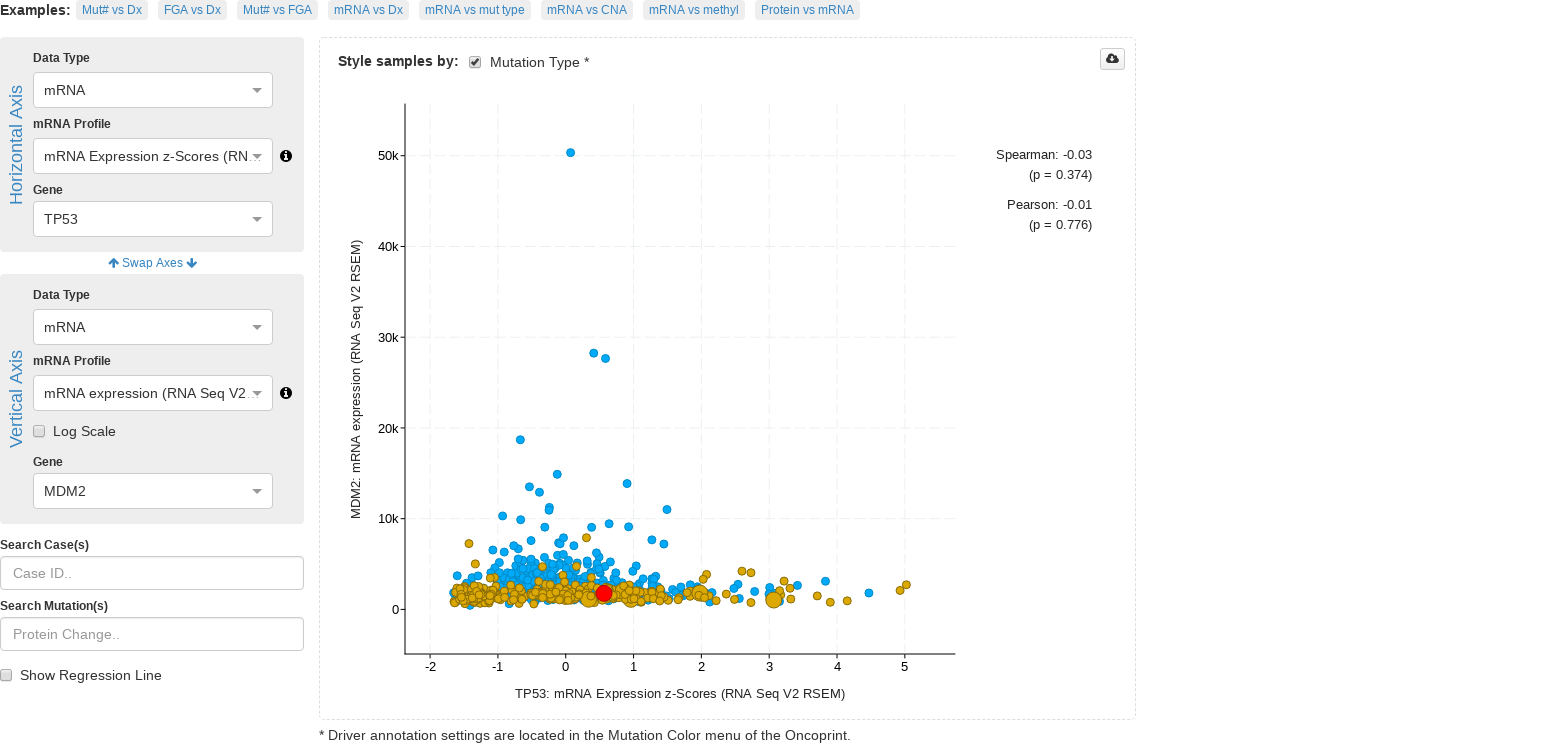 Examples: Mut# vs Dx FGA vs Dx Mut# vs FGA mRNA vs Dx mRNA vs mut type mRNA vs CNA mRNA vs methyl Protein vs mRNA
Horizontal Axis
Data Type
mRNA
mRNA Profile
mRNA Expression z-Scores (RN...
Gene
TP53
Swap Axes
Vertical Axis
Data Type
mRNA
mRNA Profile
mRNA expression (RNA Seq V2...
Log Scale
Gene
MDM2
Search Case(s)
Case ID..
Search Mutation(s)
Protein Change..
Show Regression Line
Style samples by: Mutation Type *
MDM2: mRNA expression (RNA Seq V2 RSEM)
50k
40k
30k
20k
10k
0
-2 -1 0 1 2 3 4 5
TP53: mRNA Expression z-Scores (RNA Seq V2 RSEM)
Spearman: -0.03
(p = 0.374)
Pearson: -0.01
(p = 0.776)
* Driver annotation settings are located in the Mutation Color menu of the Oncoprint.